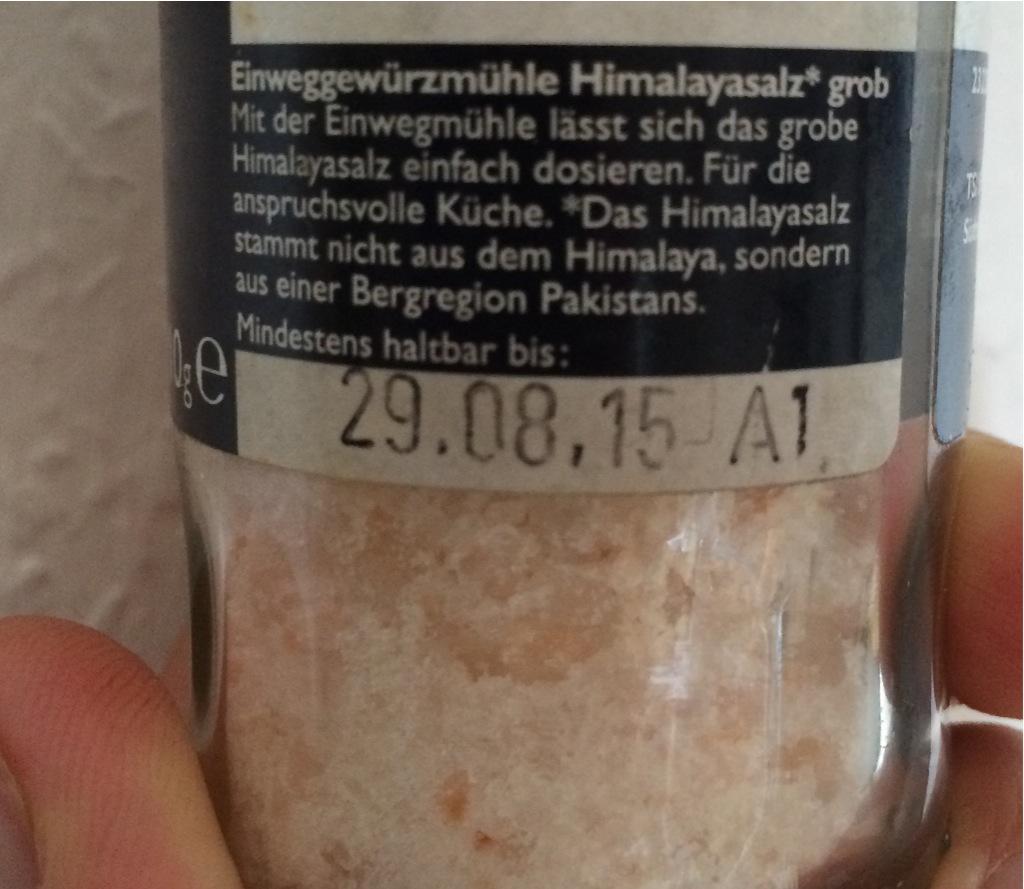 Einweggewürzmühle Himalayasalz* grob
Mit der Einwegmühle lässt sich das grobe
Himalayasalz einfach dosieren. Für die
anspruchsvolle Küche. *Das Himalayasalz
stammt nicht aus dem Himalaya, sondern
aus einer Bergregion Pakistans.
Mindestens haltbar bis:
29.08.15 A1
0g e